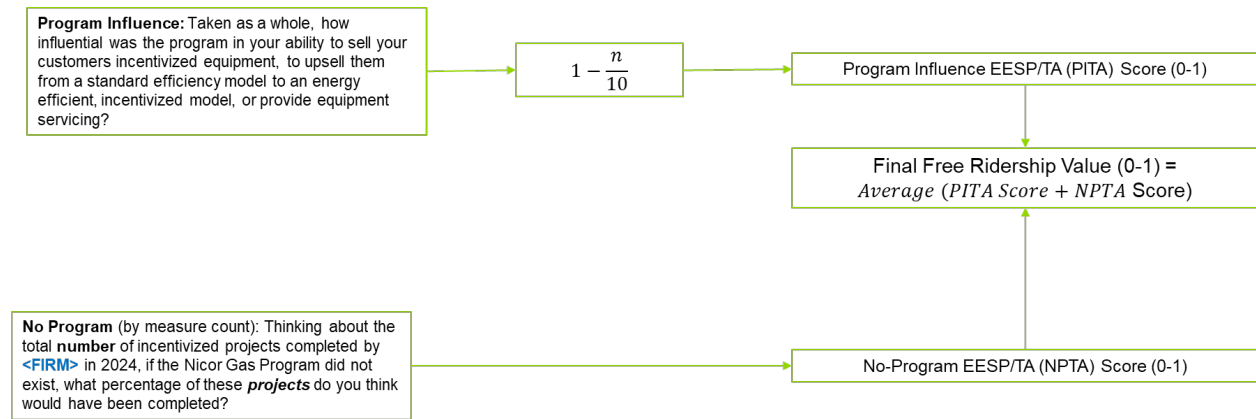 Program Influence: Taken as a whole, how
influential was the program in your ability to sell your
customers incentivized equipment, to upsell them
from a standard efficiency model to an energy
efficient, incentivized model, or provide equipment
servicing?
1 − n/10
Program Influence EESP/TA (PITA) Score (0-1)
Final Free Ridership Value (0-1) =
Average (PITA Score + NPTA Score)
No Program (by measure count): Thinking about the
total number of incentivized projects completed by
<FIRM> in 2024, if the Nicor Gas Program did not
exist, what percentage of these projects do you think
would have been completed?
No-Program EESP/TA (NPTA) Score (0-1)